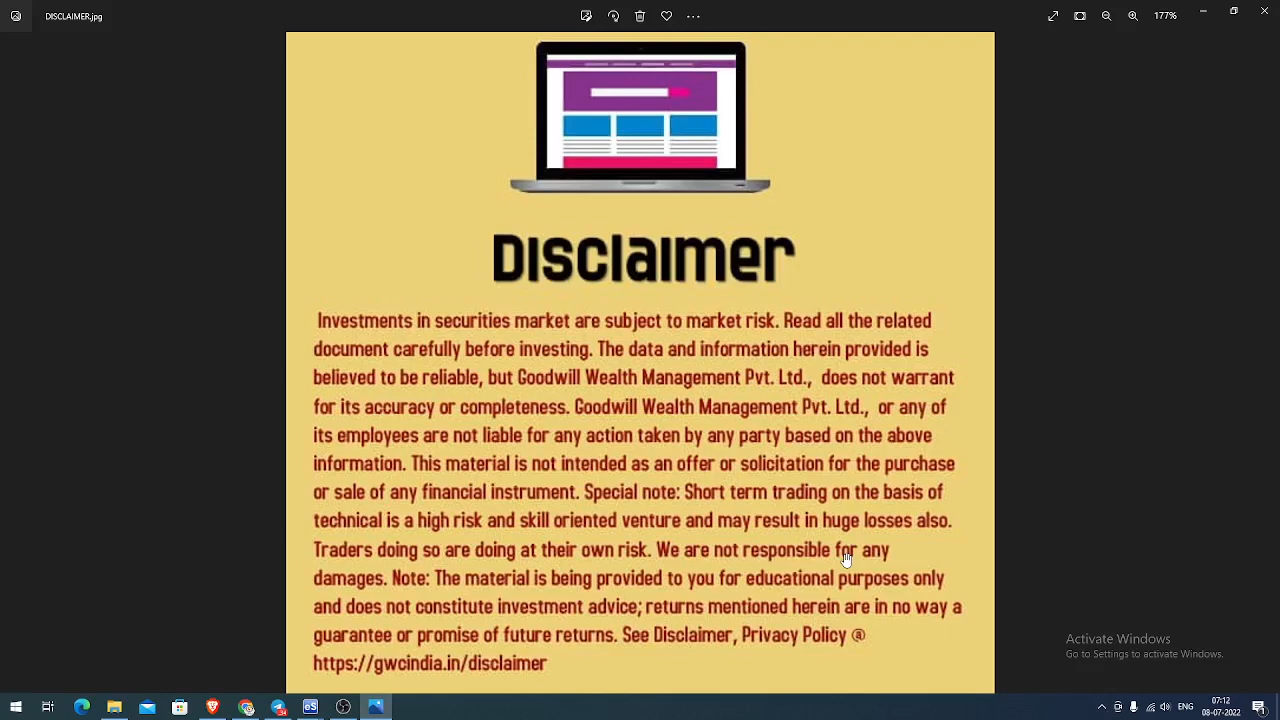 DISCLAIMER.jpg
171%
Disclaimer
Investments in securities market are subject to market risk. Read all the related
document carefully before investing. The data and information herein provided is
believed to be reliable, but Goodwill Wealth Management Pvt. Ltd., does not warrant
for its accuracy or completeness. Goodwill Wealth Management Pvt. Ltd., or any of
its employees are not liable for any action taken by any party based on the above
information. This material is not intended as an offer or solicitation for the purchase
or sale of any financial instrument. Special note: Short term trading on the basis of
technical is a high risk and skill oriented venture and may result in huge losses also.
Traders doing so are doing at their own risk. We are not responsible for any
damages. Note: The material is being provided to you for educational purposes only
and does not constitute investment advice; returns mentioned herein are in no way a
guarantee or promise of future returns. See Disclaimer, Privacy Policy @
https://gwcindia.in/disclaimer
Activate Windows
Go to Settings to activate Windows.
ENG
07:12
08-07-2022